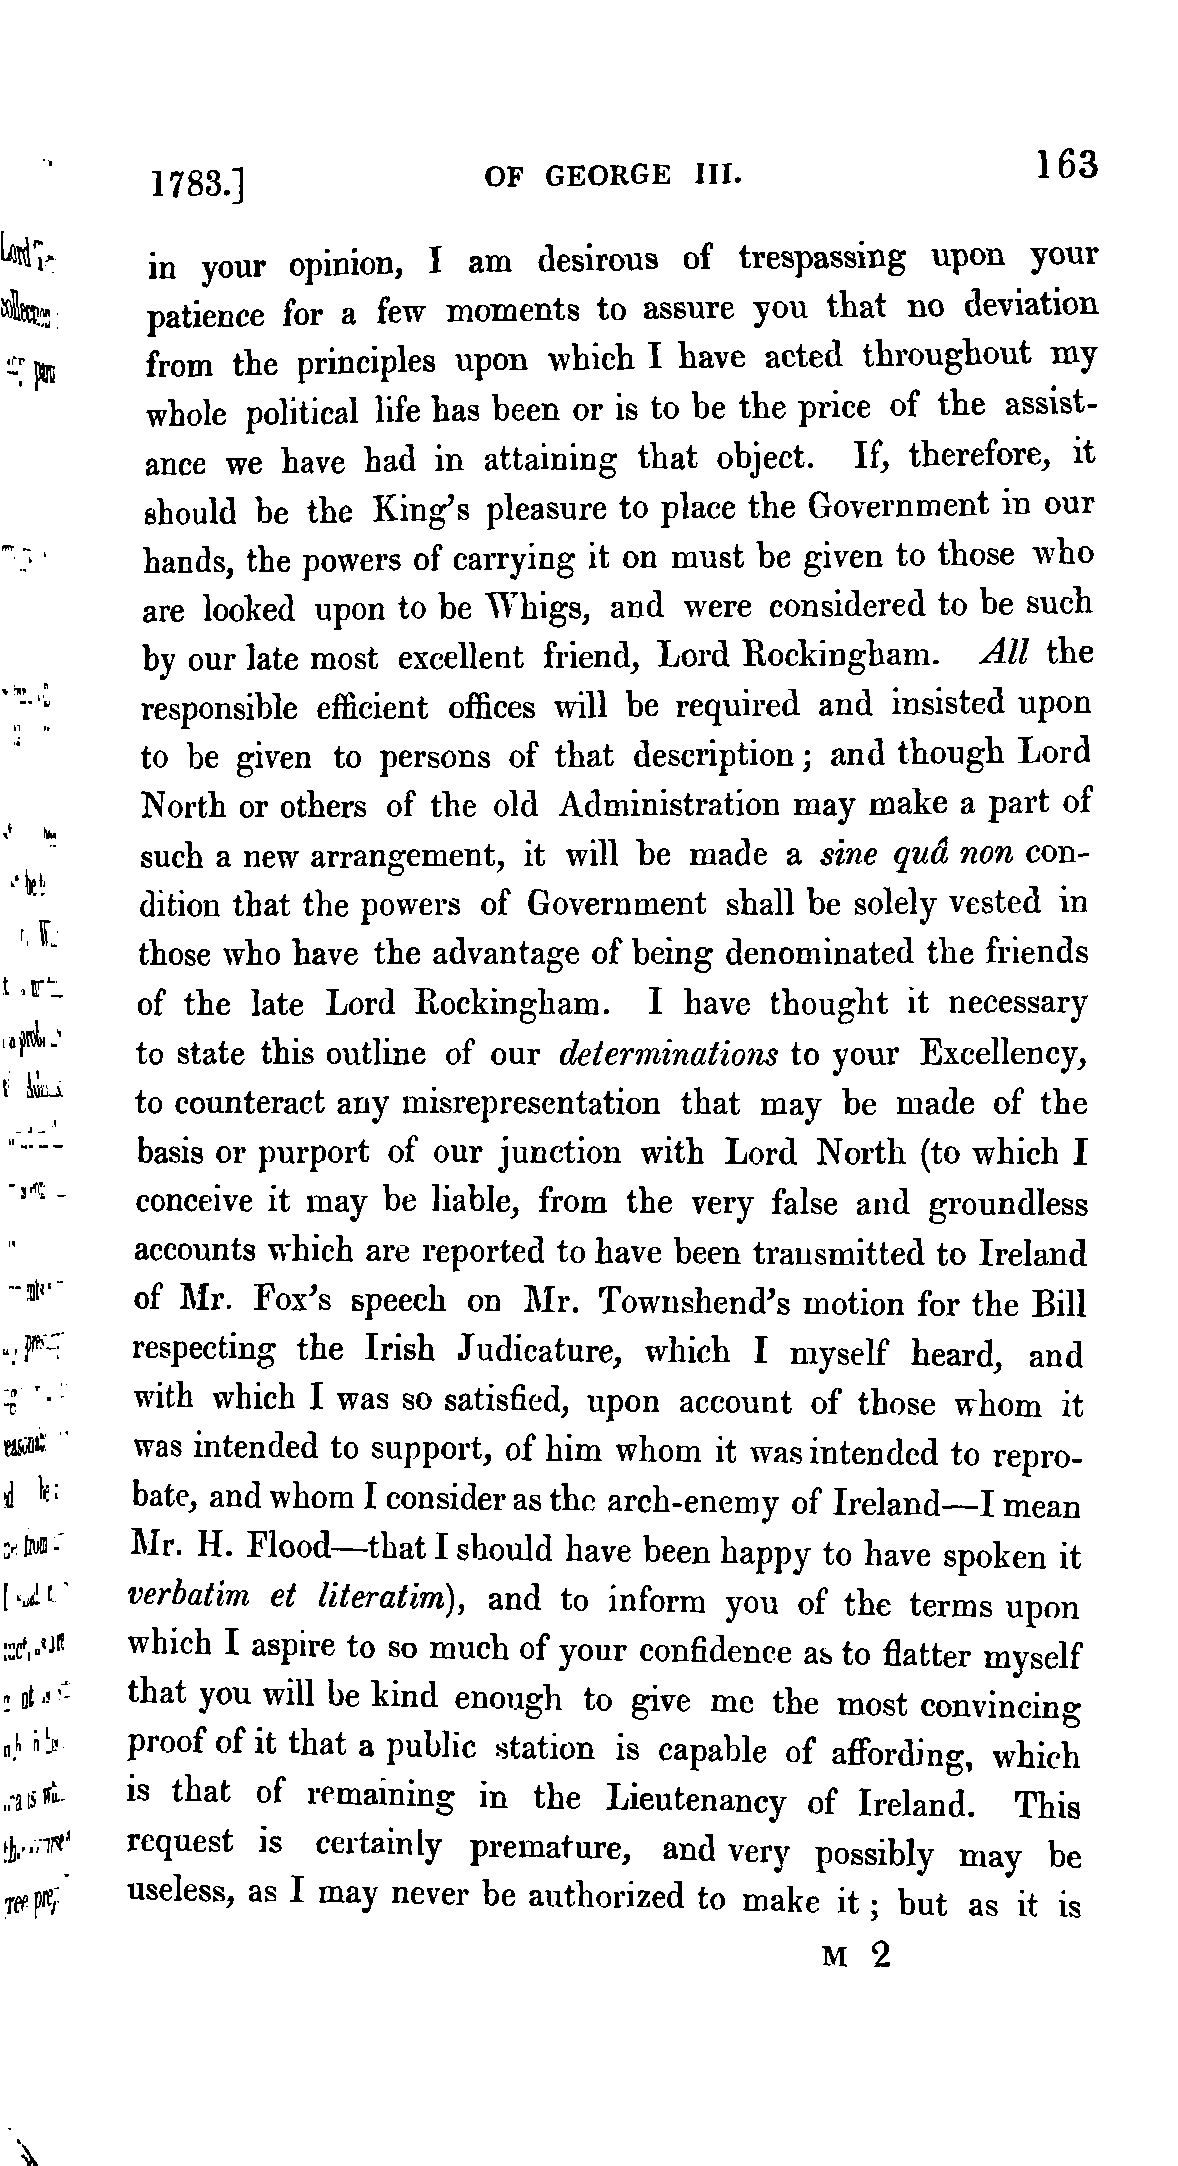 1783.] OF GEORGE III. 163
in your opinion, I am desirous of trespassing upon your
patience for a few moments to assure you that no deviation
from the principles upon which I have acted throughout my
whole political life has been or is to be the price of the assist-
ance we have had in attaining that object. If, therefore, it
should be the King's pleasure to place the Government in our
hands, the powers of carrying it on must be given to those who
are looked upon to be Whigs, and were considered to be such
by our late most excellent friend, Lord Rockingham. All the
responsible efficient offices will be required and insisted upon
to be given to persons of that description; and though Lord
North or others of the old Administration may make a part of
such a new arrangement, it will be made a sine quâ non con-
dition that the powers of Government shall be solely vested in
those who have the advantage of being denominated the friends
of the late Lord Rockingham. I have thought it necessary
to state this outline of our determinations to your Excellency,
to counteract any misrepresentation that may be made of the
basis or purport of our junction with Lord North (to which I
conceive it may be liable, from the very false and groundless
accounts which are reported to have been transmitted to Ireland
of Mr. Fox's speech on Mr. Townshend's motion for the Bill
respecting the Irish Judicature, which I myself heard, and
with which I was so satisfied, upon account of those whom it
was intended to support, of him whom it was intended to repro-
bate, and whom I consider as the arch-enemy of Ireland—I mean
Mr. H. Flood—that I should have been happy to have spoken it
verbatim et literatim), and to inform you of the terms upon
which I aspire to so much of your confidence as to flatter myself
that you will be kind enough to give me the most convincing
proof of it that a public station is capable of affording, which
is that of remaining in the Lieutenancy of Ireland. This
request is certainly premature, and very possibly may be
useless, as I may never be authorized to make it; but as it is
M 2